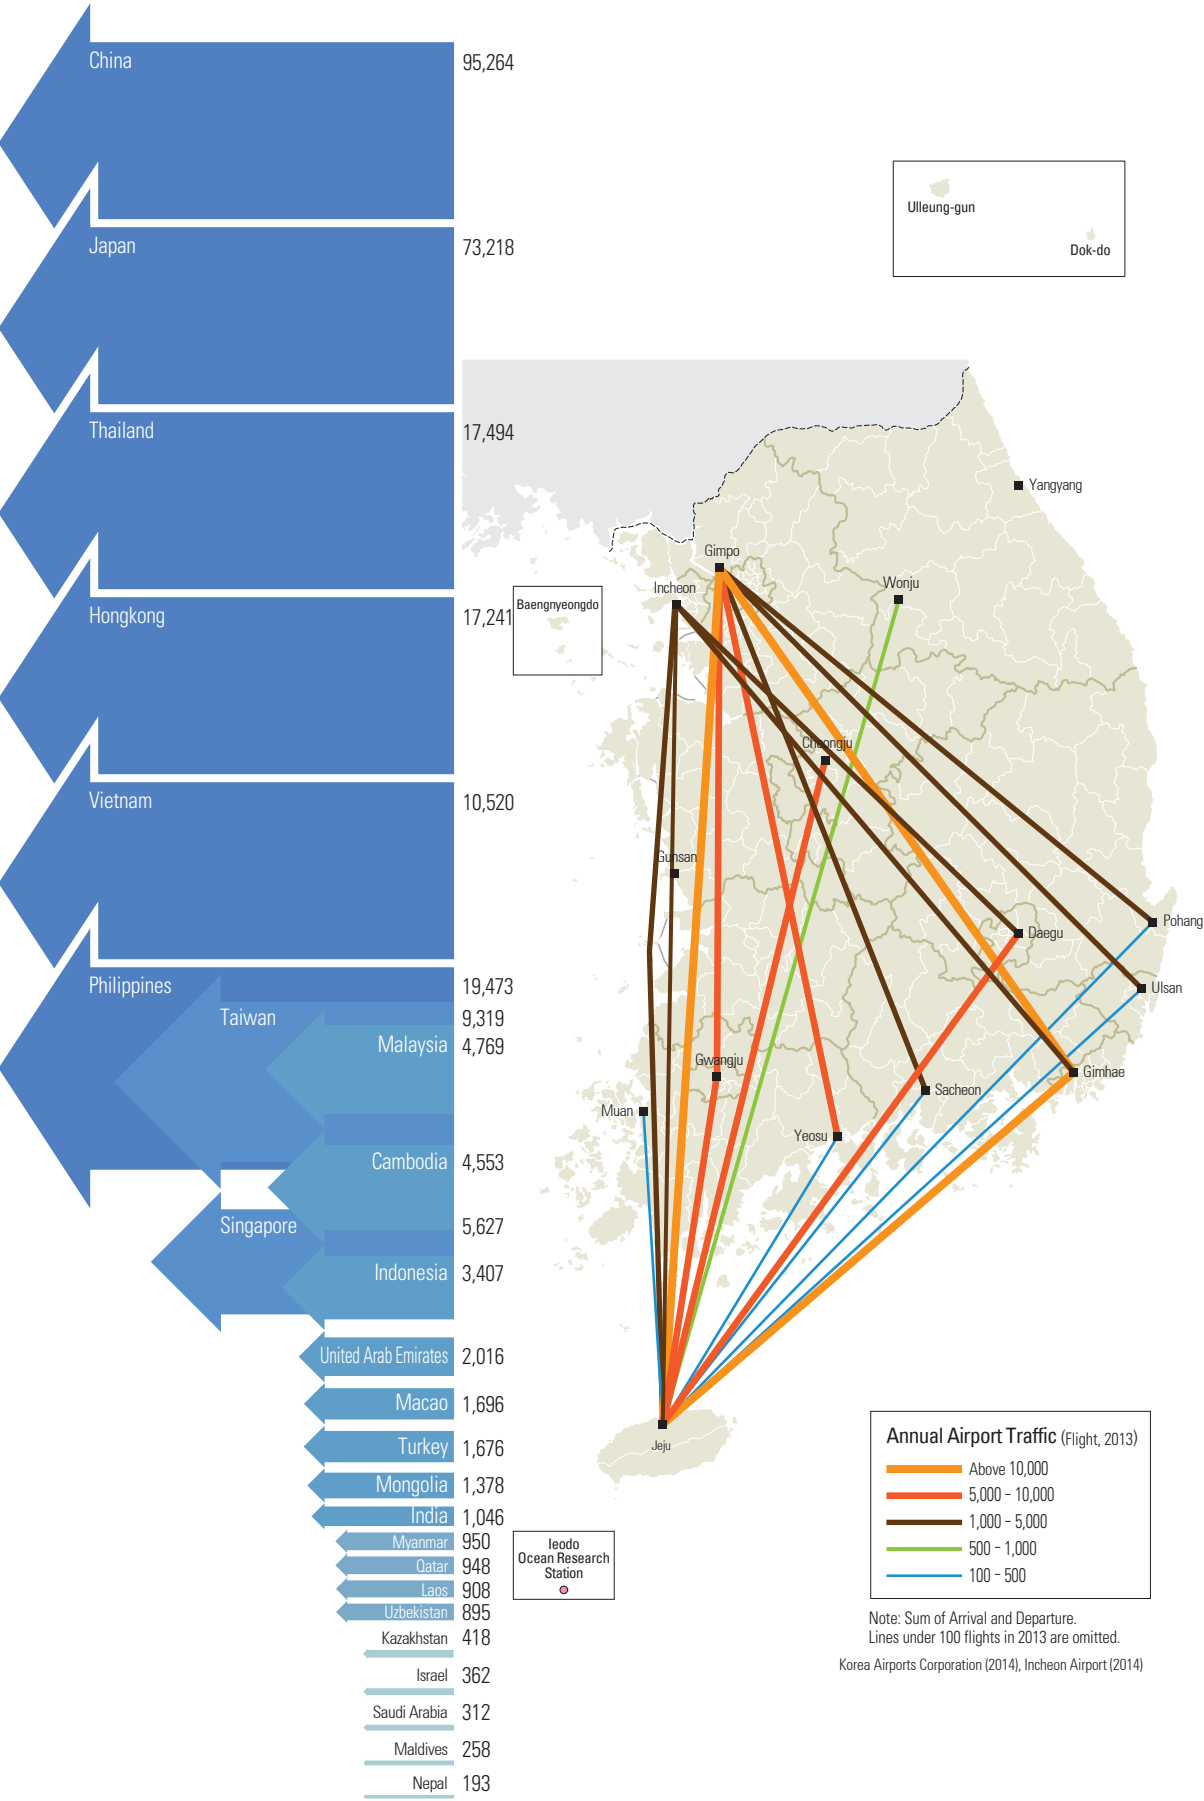 China 95,264
Japan 73,218
Thailand 17,494
Hongkong 17,241
Vietnam 10,520
Philippines 19,473
Taiwan 9,319
Malaysia 4,769
Cambodia 4,553
Singapore 5,627
Indonesia 3,407
United Arab Emirates 2,016
Macao 1,696
Turkey 1,676
Mongolia 1,378
India 1,046
Myanmar 950
Qatar 948
Laos 908
Uzbekistan 895
Kazakhstan 418
Israel 362
Saudi Arabia 312
Maldives 258
Nepal 193
Ulleung-gun
Dok-do
Yangyang
Gimpo
Incheon
Wonju
Baengnyeongdo
Cheongju
Gunsan
Pohang
Daegu
Ulsan
Gwangju
Gimhae
Sacheon
Muan
Yeosu
Jeju
Ieodo
Ocean Research
Station
Annual Airport Traffic (Flight, 2013)
Above 10,000
5,000 - 10,000
1,000 - 5,000
500 - 1,000
100 - 500
Note: Sum of Arrival and Departure.
Lines under 100 flights in 2013 are omitted.
Korea Airports Corporation (2014), Incheon Airport (2014)